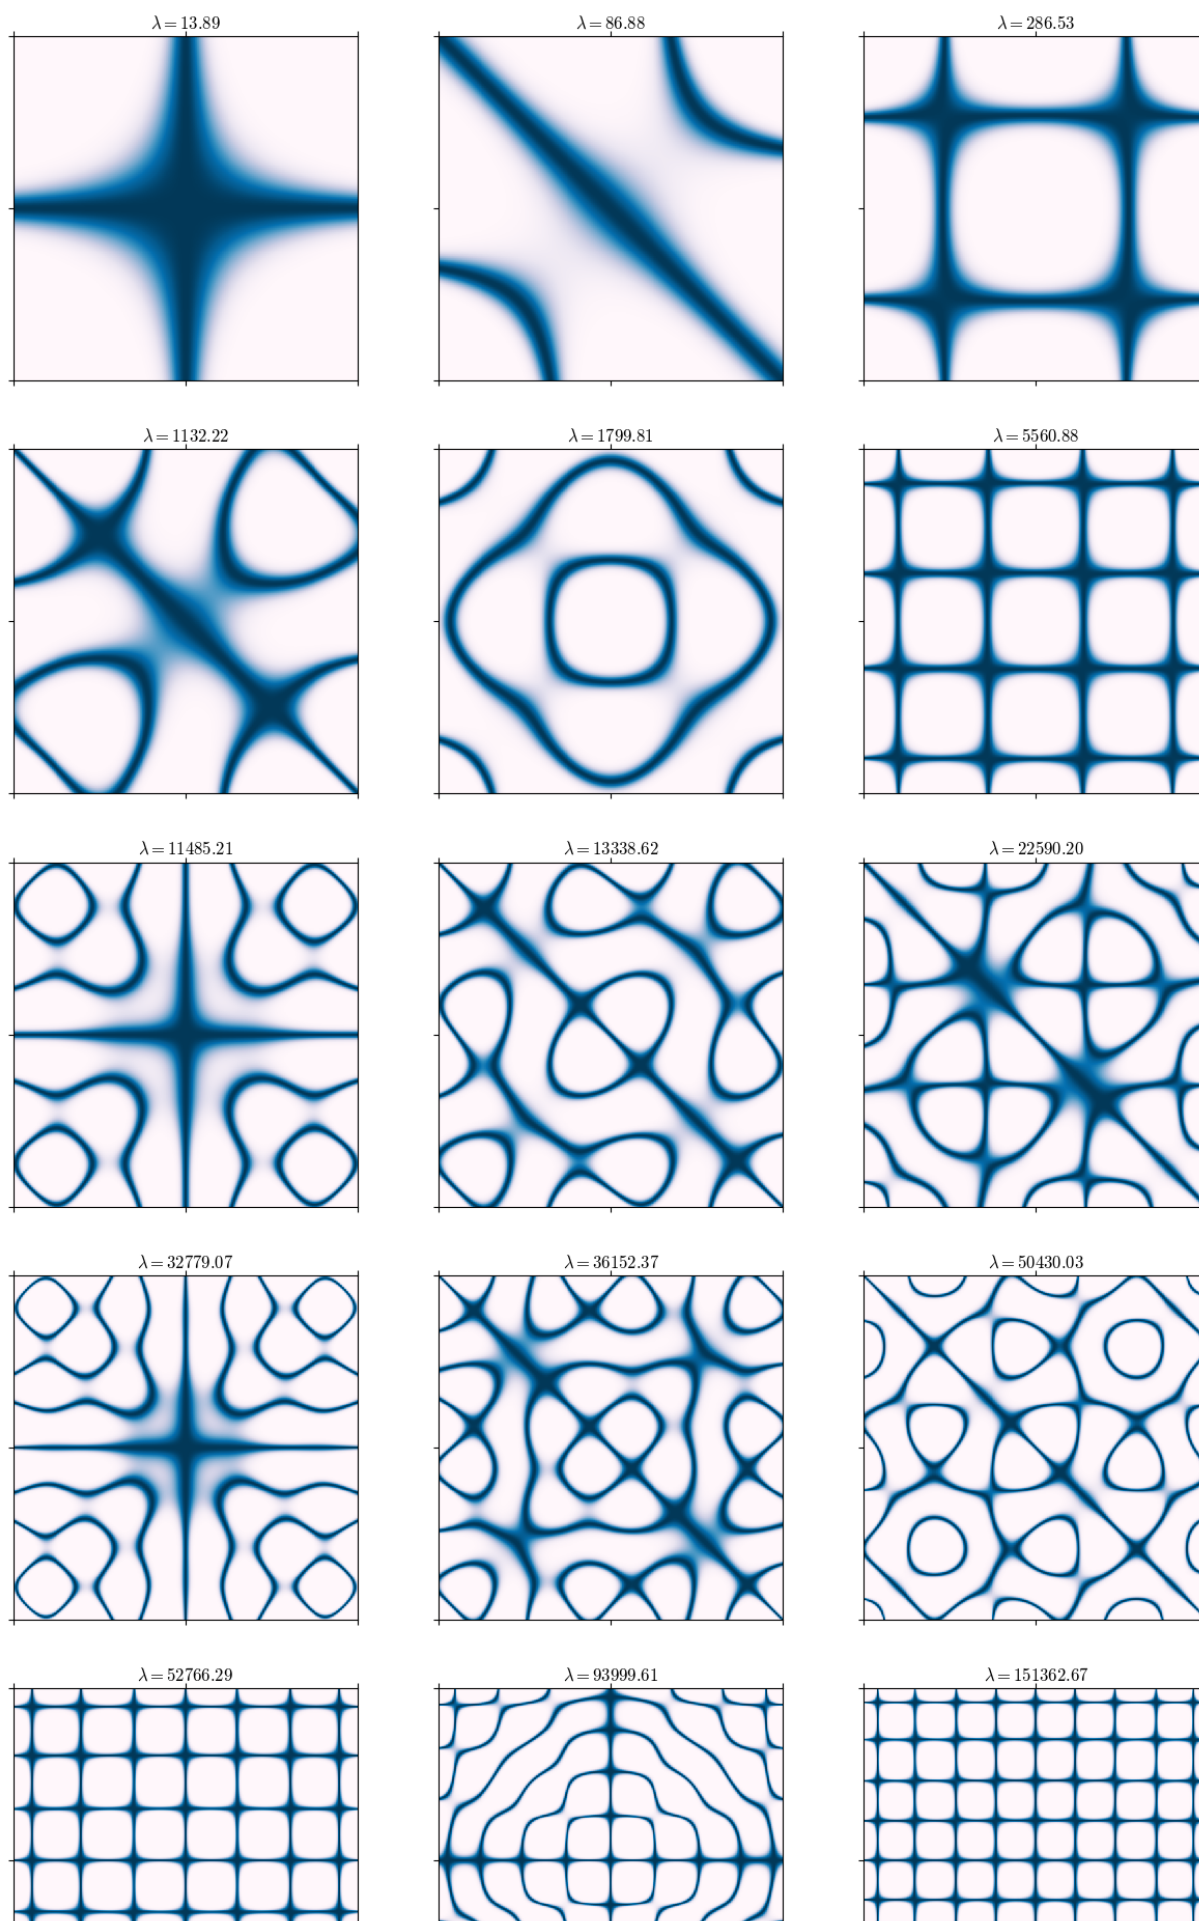 λ = 13.89
λ = 86.88
λ = 286.53
λ = 1132.22
λ = 1799.81
λ = 5560.88
λ = 11485.21
λ = 13338.62
λ = 22590.20
λ = 32779.07
λ = 36152.37
λ = 50430.03
λ = 52766.29
λ = 93999.61
λ = 151362.67